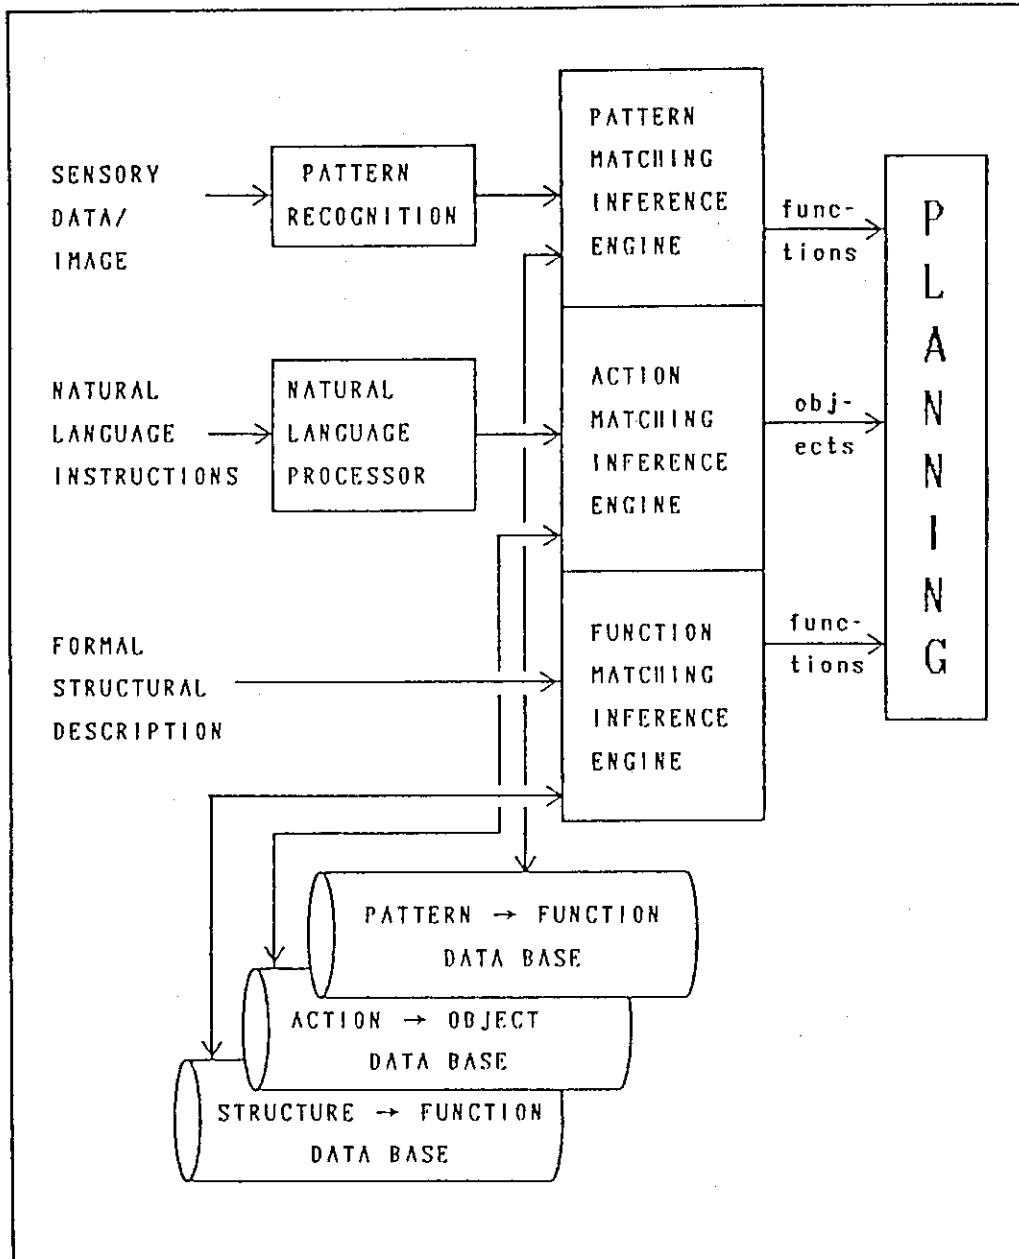 SENSORY
DATA/
IMAGE
PATTERN
RECOGNITION
PATTERN
MATCHING
INFERENCE
ENGINE
func-
tions
NATURAL
LANGUAGE
INSTRUCTIONS
NATURAL
LANGUAGE
PROCESSOR
ACTION
MATCHING
INFERENCE
ENGINE
obj-
ects
FORMAL
STRUCTURAL
DESCRIPTION
FUNCTION
MATCHING
INFERENCE
ENGINE
func-
tions
PLANNING
PATTERN → FUNCTION
DATA BASE
ACTION → OBJECT
DATA BASE
STRUCTURE → FUNCTION
DATA BASE